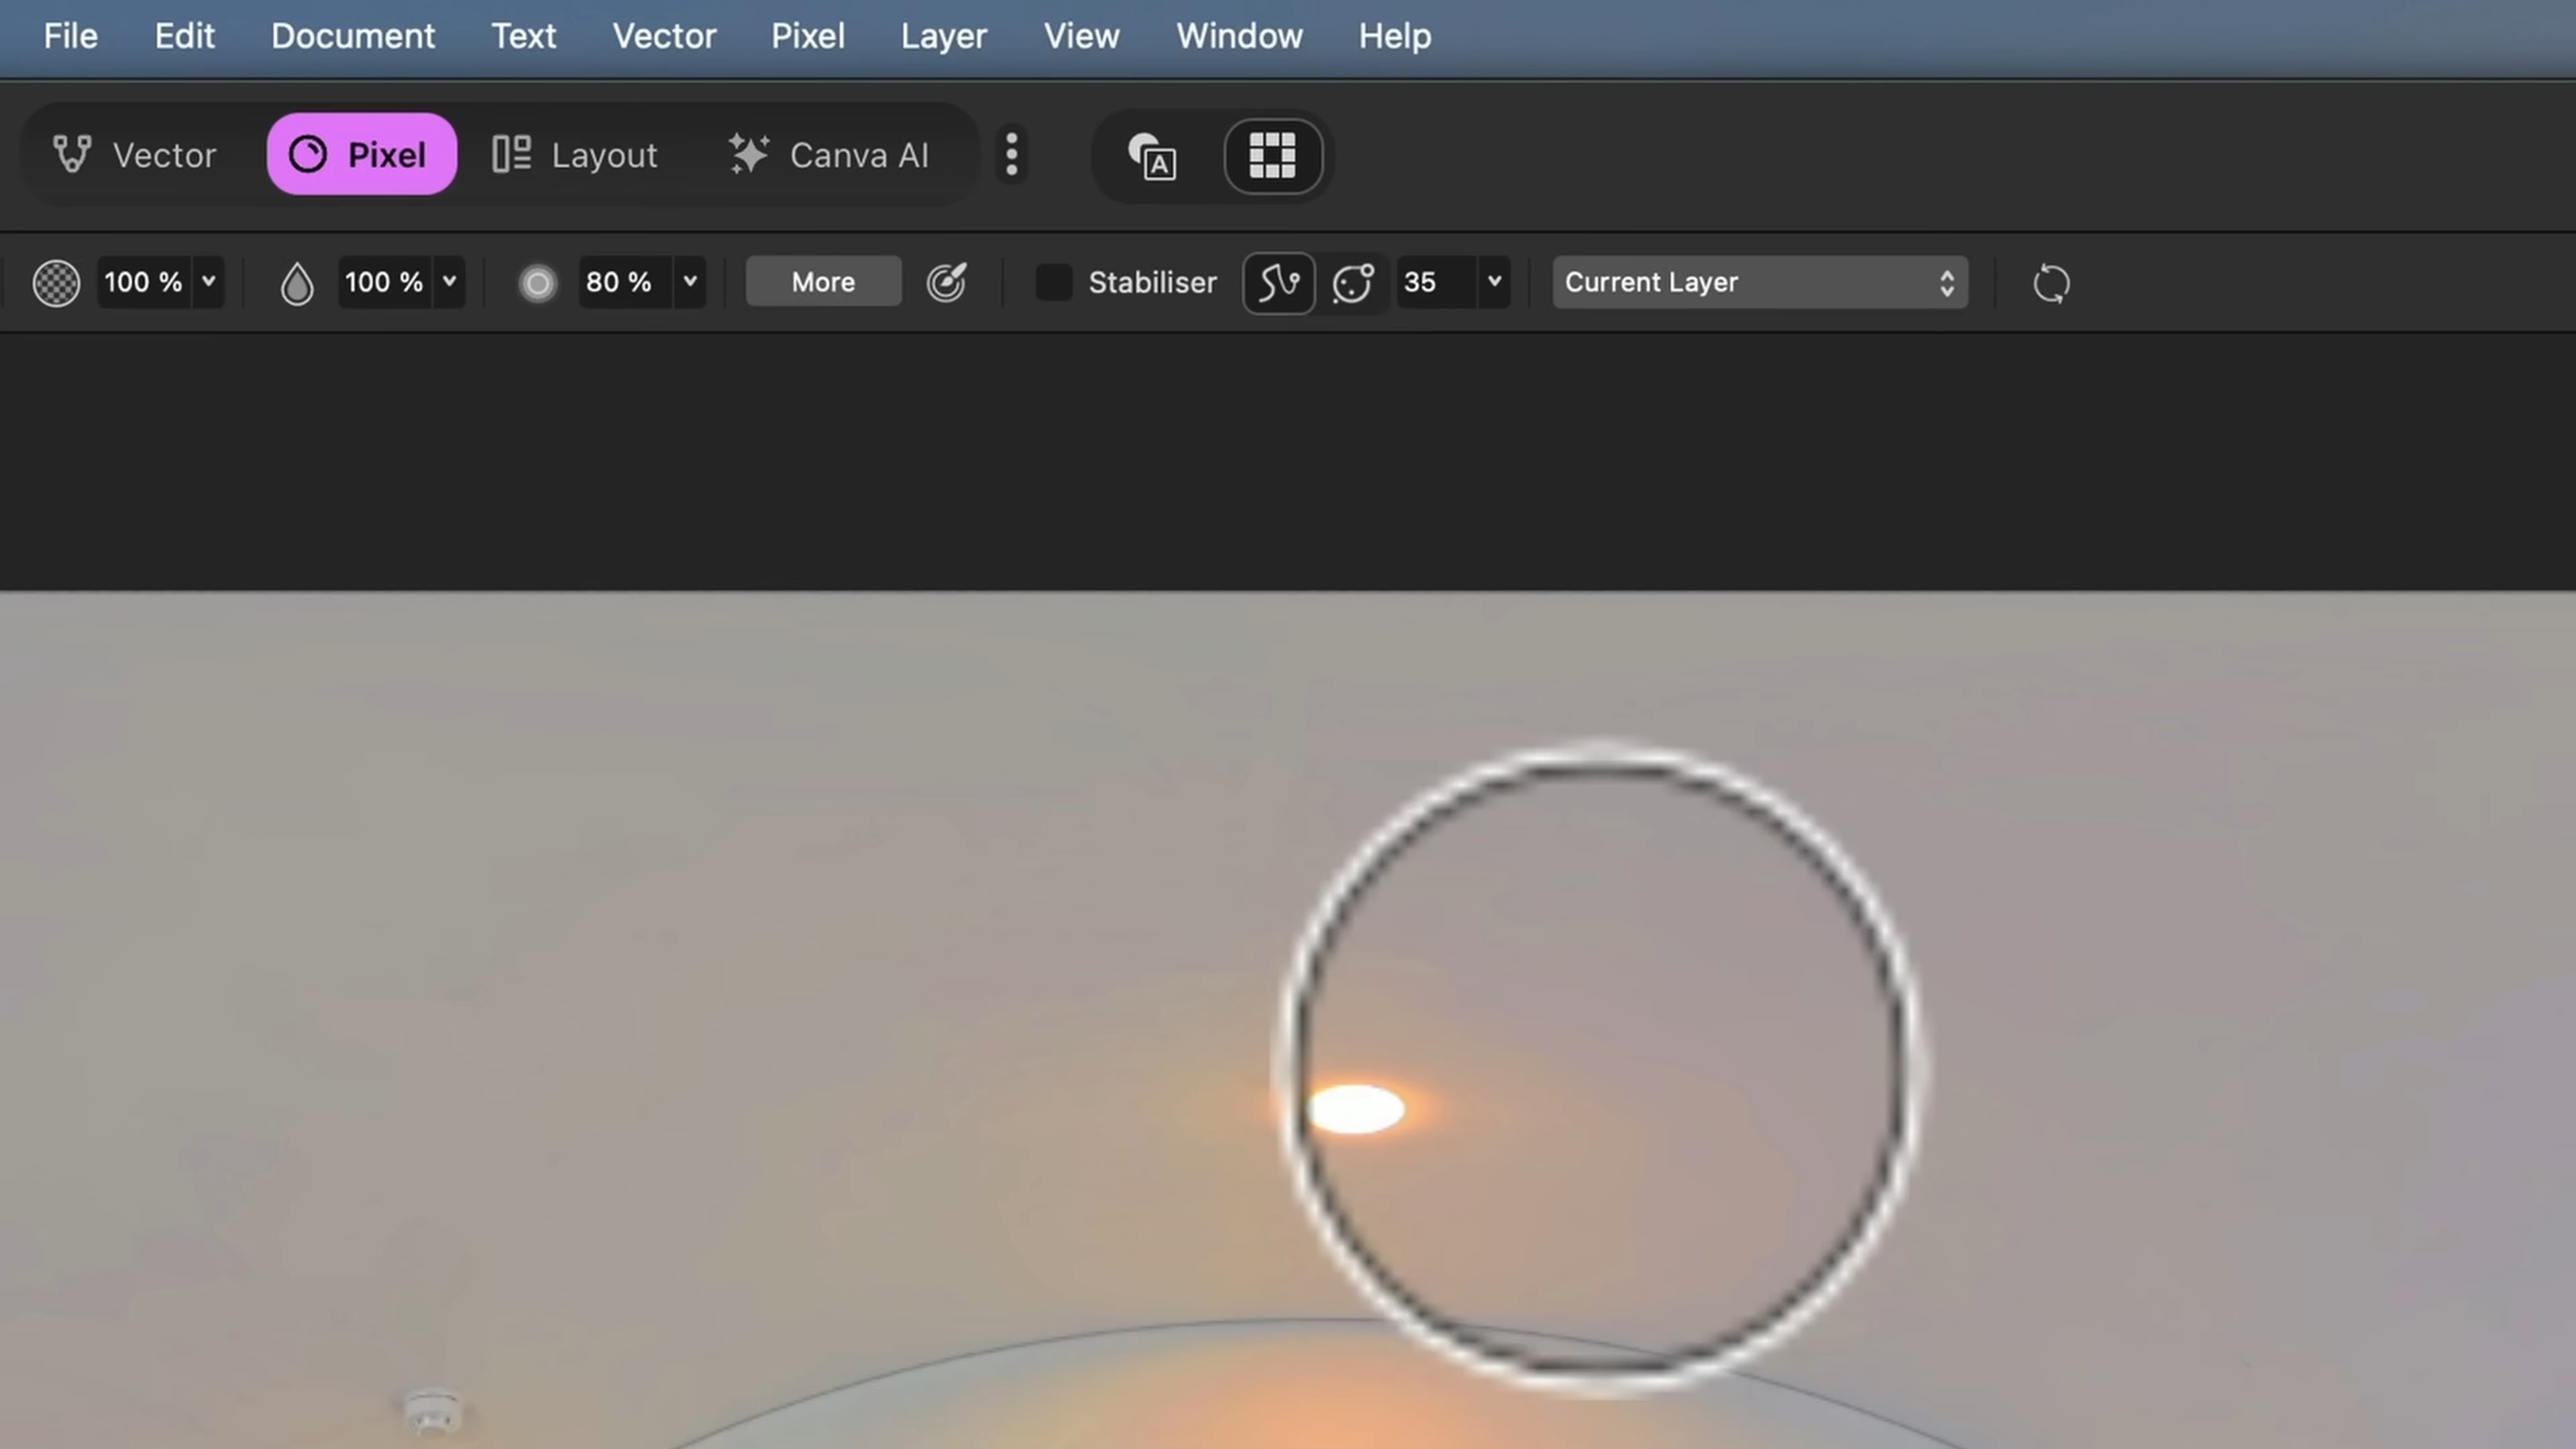 File Edit Document Text Vector Pixel Layer View Window Help
Vector Pixel Layout Canva AI A
100 % 100 % 80 % More Stabiliser 35 Current Layer